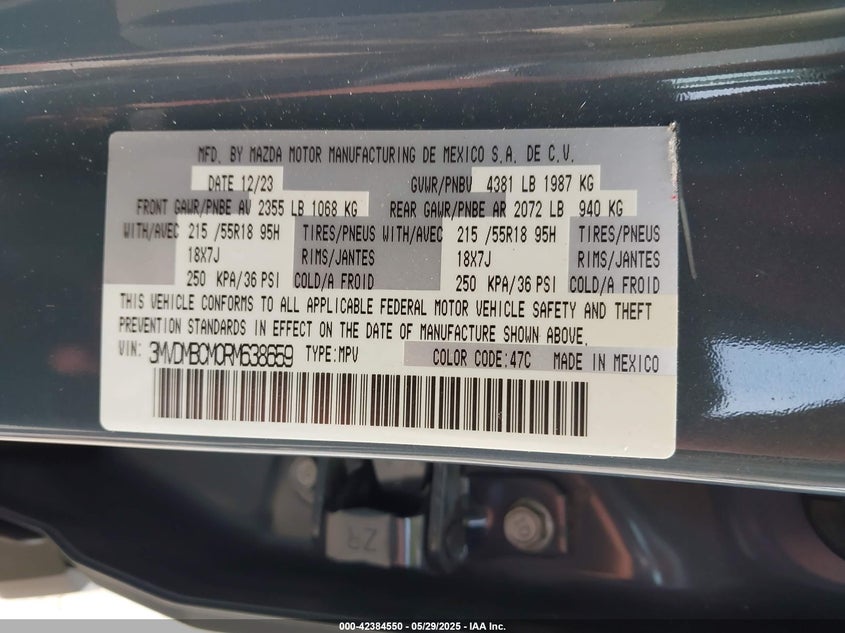 MFD. BY MAZDA MOTOR MANUFACTURING DE MEXICO S.A. DE C.V.
DATE 12/23 GVWR/PNBV 4381 LB 1987 KG
FRONT GAWR/PNBE AV 2355 LB 1068 KG REAR GAWR/PNBE AR 2072 LB 940 KG
WITH/AVEC 215 /55R18 95H TIRES/PNEUS WITH/AVEC 215 /55R18 95H TIRES/PNEUS
18X7J RIMS/JANTES 18X7J RIMS/JANTES
250 KPA/36 PSI COLD/A FROID 250 KPA/36 PSI COLD/A FROID
THIS VEHICLE CONFORMS TO ALL APPLICABLE FEDERAL MOTOR VEHICLE SAFETY AND THEFT
PREVENTION STANDARDS IN EFFECT ON THE DATE OF MANUFACTURE SHOWN ABOVE.
VIN: 3MVDMBCM0RM638659 TYPE:MPV COLOR CODE:47C MADE IN MEXICO
ZR
000-42384550 - 05/29/2025 - IAA Inc.